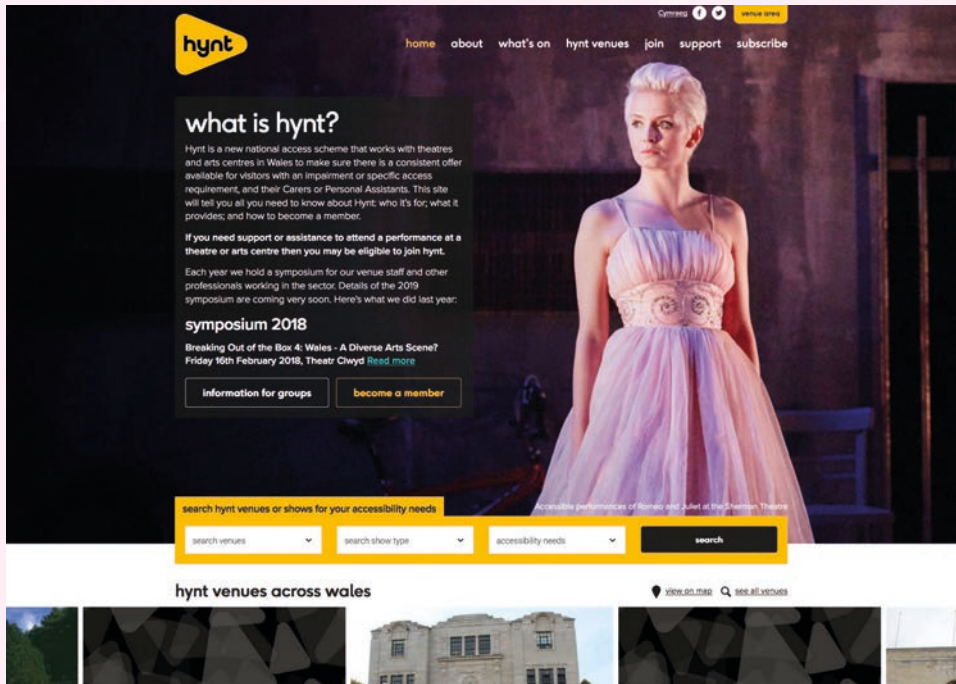 Cymraeg
venue area
hynt
home about what's on hynt venues join support subscribe
what is hynt?
Hynt is a new national access scheme that works with theatres
and arts centres in Wales to make sure there is a consistent offer
available for visitors with an impairment or specific access
requirement, and their Carers or Personal Assistants. This site
will tell you all you need to know about Hynt: who it's for; what it
provides; and how to become a member.
If you need support or assistance to attend a performance at a
theatre or arts centre then you may be eligible to join hynt.
Each year we hold a symposium for our venue staff and other
professionals working in the sector. Details of the 2019
symposium are coming very soon. Here's what we did last year:
symposium 2018
Breaking Out of the Box 4: Wales - A Diverse Arts Scene?
Friday 16th February 2018, Theatr Clwyd Read more
information for groups become a member
search hynt venues or shows for your accessibility needs
Accessible performances of Romeo and Juliet at the Sherman Theatre
search venues search show type accessibility needs search
hynt venues across wales view on map see all venues